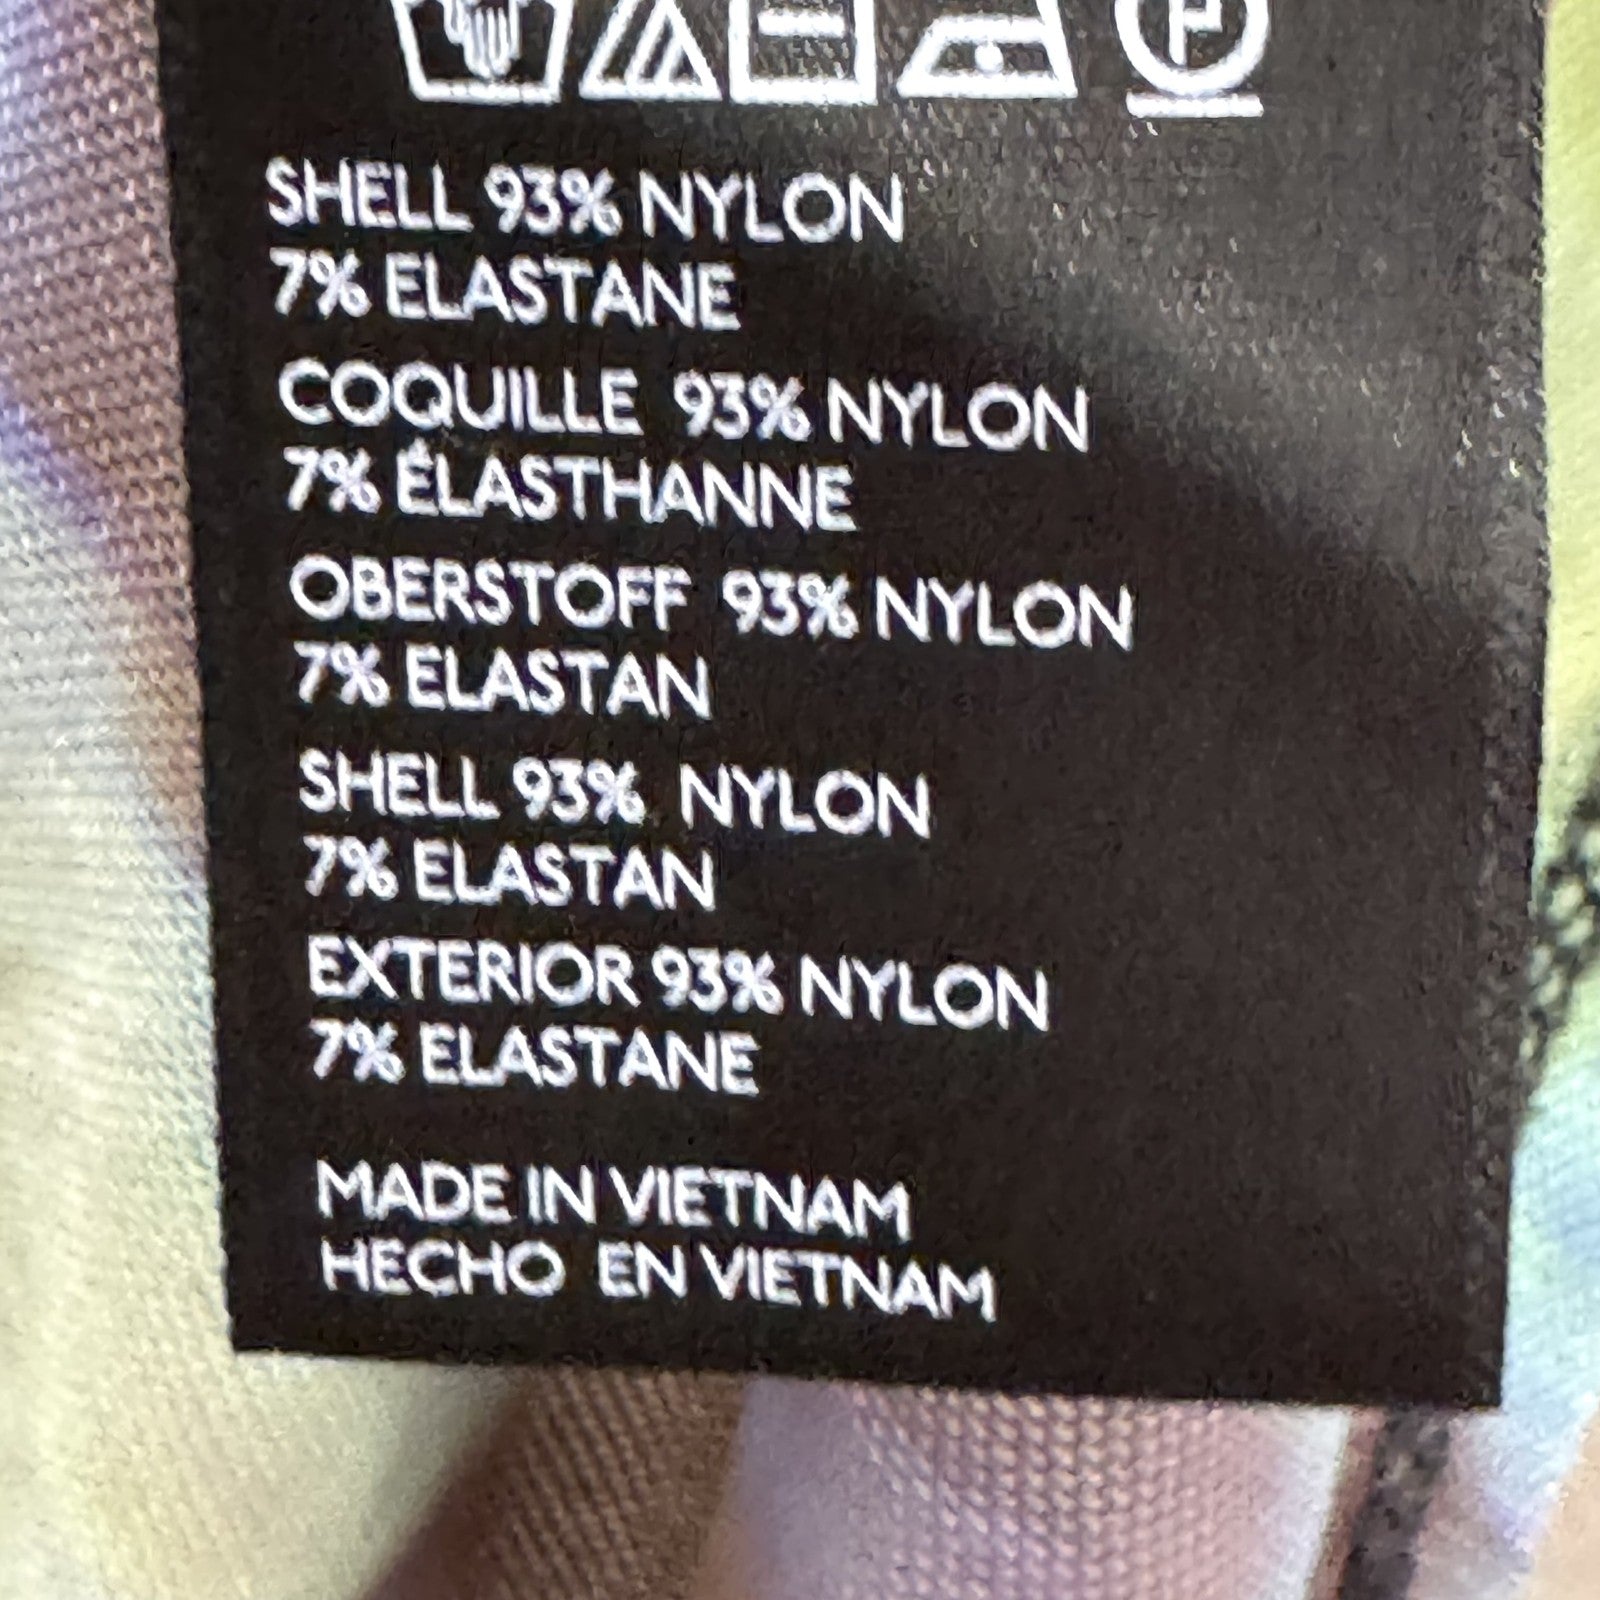 P
SHELL 93% NYLON
7% ELASTANE
COQUILLE 93% NYLON
7% ÉLASTHANNE
OBERSTOFF 93% NYLON
7% ELASTAN
SHELL 93% NYLON
7% ELASTAN
EXTERIOR 93% NYLON
7% ELASTANE
MADE IN VIETNAM
HECHO EN VIETNAM